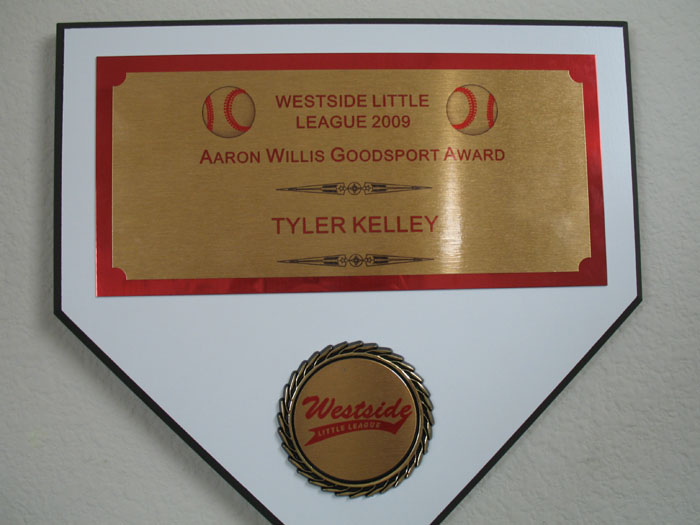 WESTSIDE LITTLE
LEAGUE 2009
AARON WILLIS GOODSPORT AWARD
TYLER KELLEY
Westside
LITTLE LEAGUE